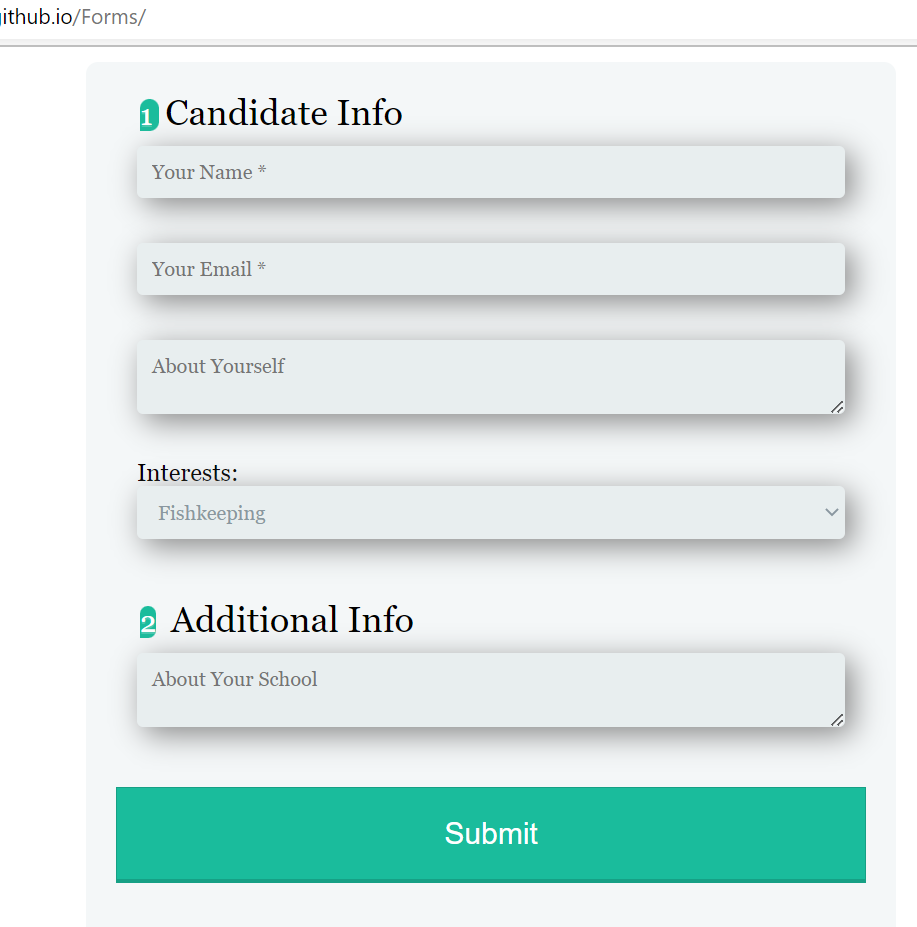 github.io/Forms/
1 Candidate Info
Your Name *
Your Email *
About Yourself
Interests:
Fishkeeping
2 Additional Info
About Your School
Submit